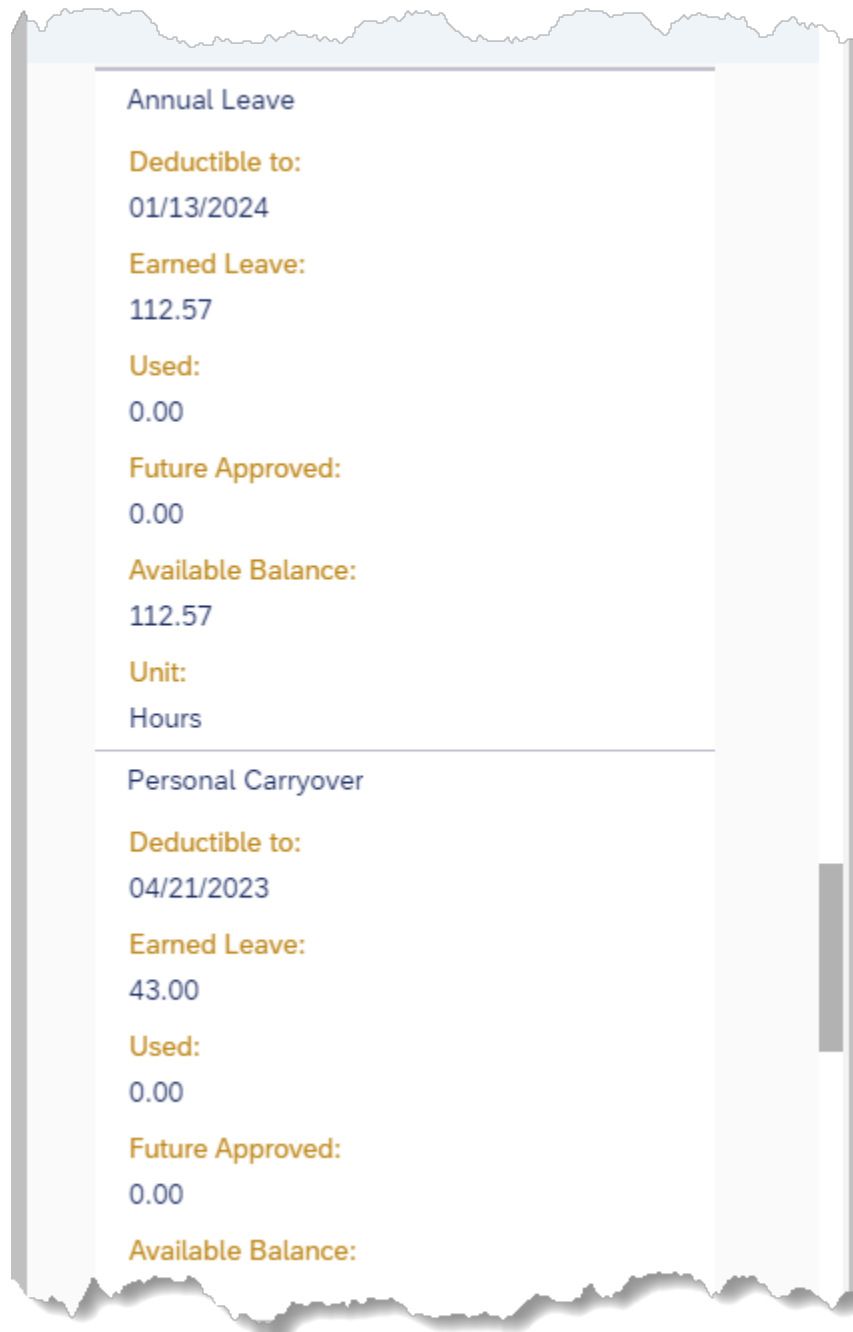 Annual Leave
Deductible to:
01/13/2024
Earned Leave:
112.57
Used:
0.00
Future Approved:
0.00
Available Balance:
112.57
Unit:
Hours
Personal Carryover
Deductible to:
04/21/2023
Earned Leave:
43.00
Used:
0.00
Future Approved:
0.00
Available Balance: